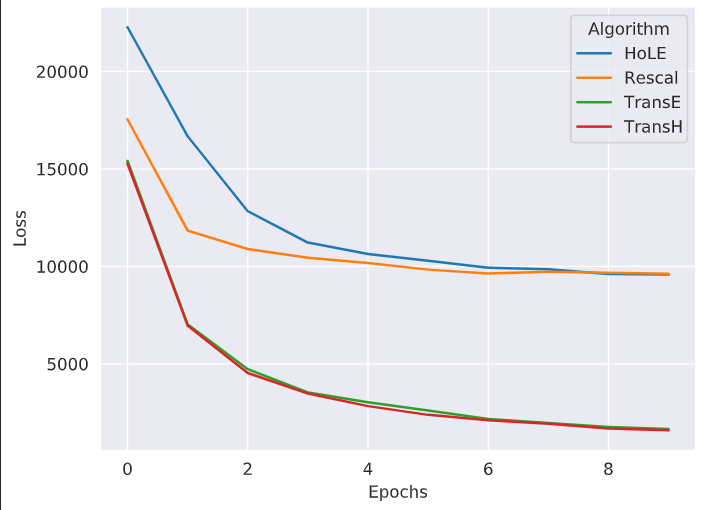 Algorithm
HoLE
Rescal
TransE
TransH
20000
15000
10000
5000
Loss
0 2 4 6 8
Epochs